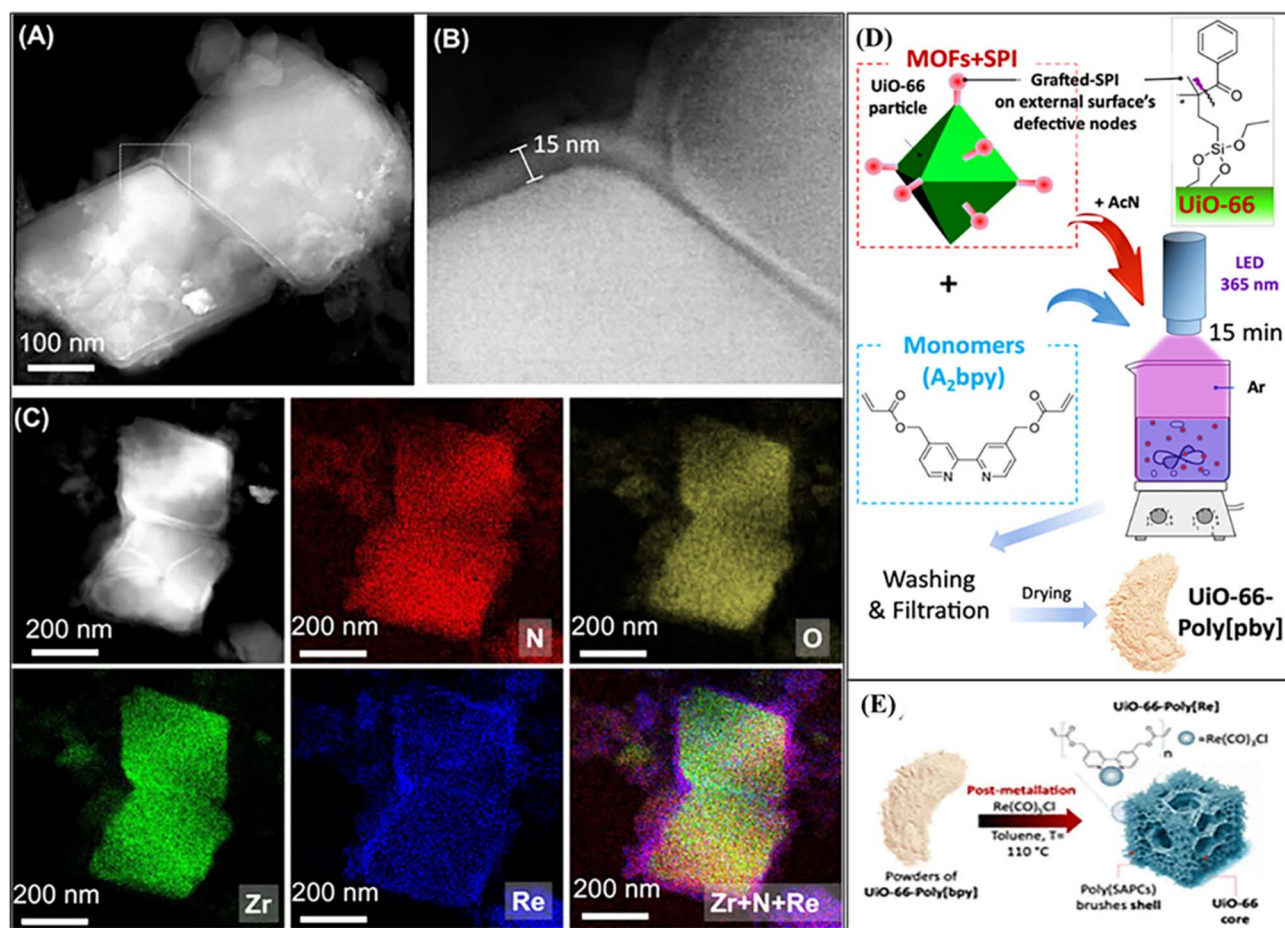 (A)
100 nm
(B)
15 nm
(C)
200 nm
200 nm
N
200 nm
O
200 nm
Zr
200 nm
Re
200 nm
Zr+N+Re
(D)
MOFs+SPI
UiO-66
particle
Grafted-SPI
on external surface's
defective nodes
O
O
Si
O
O
UiO-66
+ AcN
+
LED
365 nm
15 min
Ar
Monomers
(A₂bpy)
O
O
O
O
N
N
Washing
& Filtration
Drying
UiO-66-
Poly[pby]
(E)
UiO-66-Poly[Re]
n
=Re(CO)₃Cl
Post-metallation
Re(CO)₅Cl
Toluene, T=
110 °C
Powders of
UiO-66-Poly[bpy]
Poly(SAPCs)
brushes shell
UiO-66
core